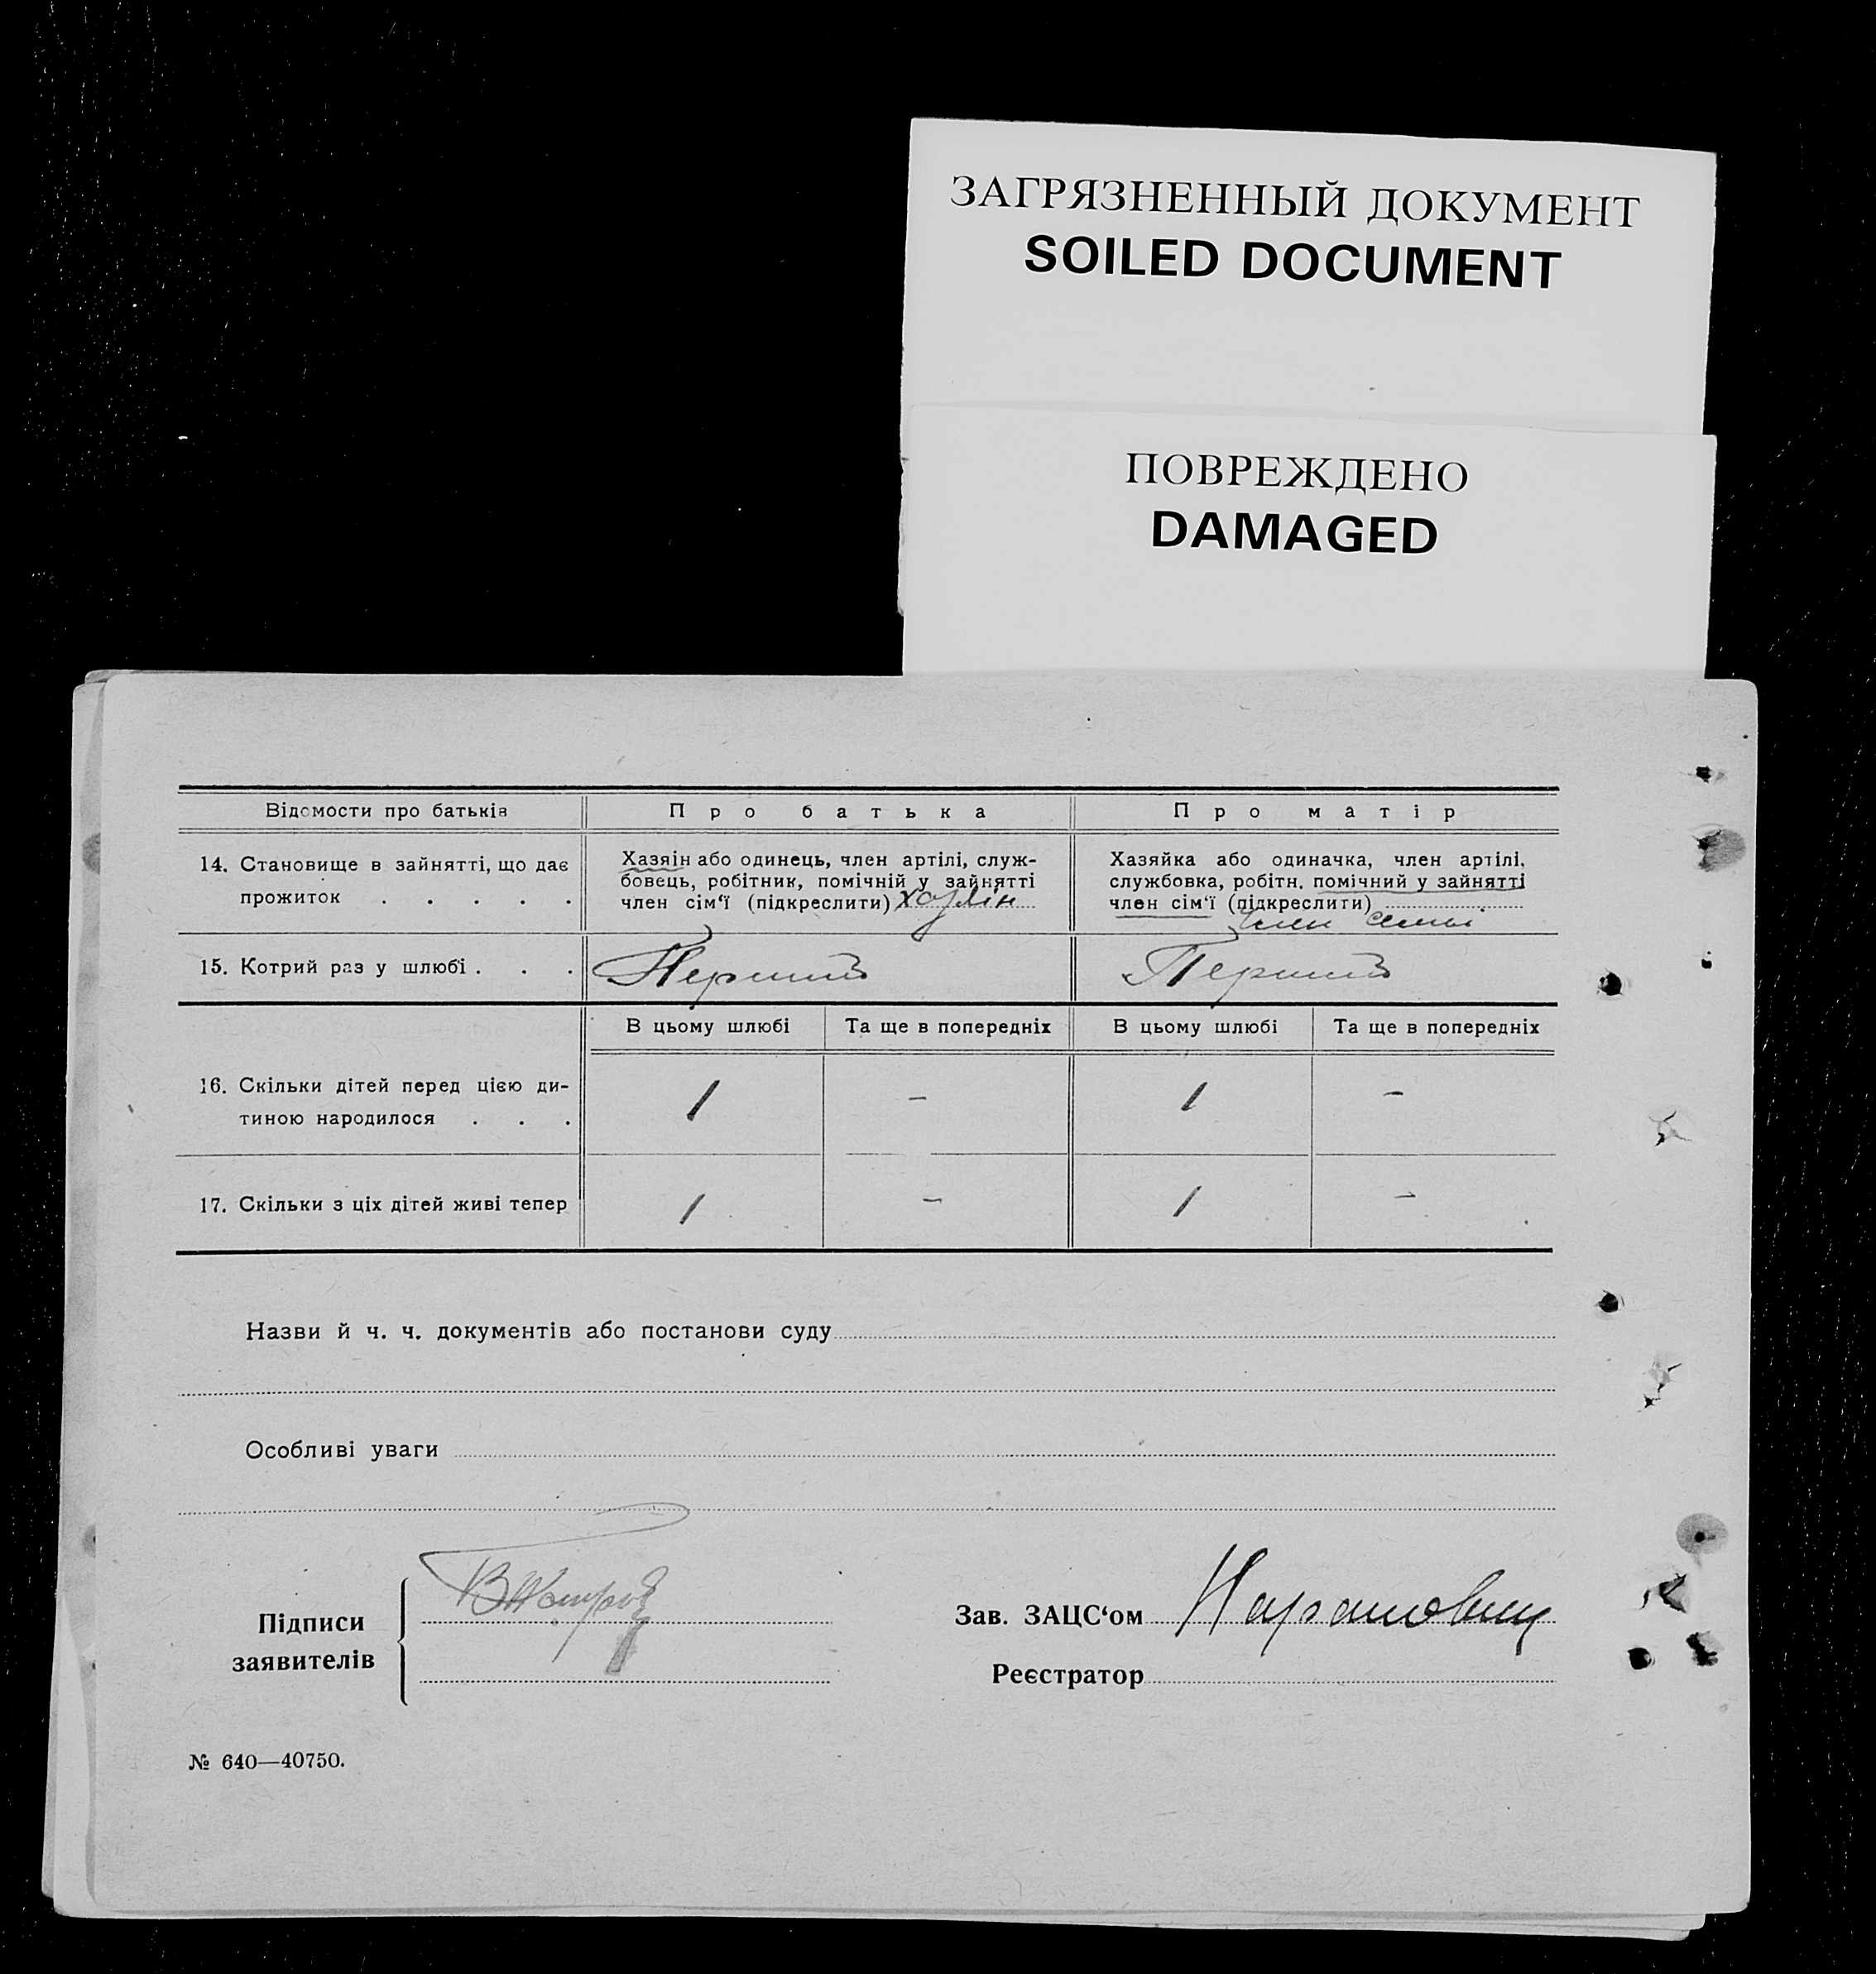 ЗАГРЯЗНЕННЫЙ ДОКУМЕНТ
SOILED DOCUMENT
ПОВРЕЖДЕНО
DAMAGED
Відомости про батьків
Про батька
Про матір
14. Становище в зайнятті, що дає
прожиток . . . . .
Хазяін або одинець, член артілі, служ-
бовець, робітник, помічній у зайнятті
член сім‘ї (підкреслити) хазяін
Хазяйка або одиначка, член артілі,
службовка, робітн. помічний у зайнятті
член сім‘ї (підкреслити)
член семьі
15. Котрий раз у шлюбі . . .
Перший
Перший
В цьому шлюбі
Та ще в попередніх
В цьому шлюбі
Та ще в попередніх
16. Скільки дітей перед цією ди-
тиною народилося . . .
1
–
1
–
17. Скільки з ціх дітей живі тепер
1
–
1
–
Назви й ч. ч. документів або постанови суду
Особливі уваги
Підписи
заявителів
Зав. ЗАЦС‘ом
Реєстратор
№ 640—40750.